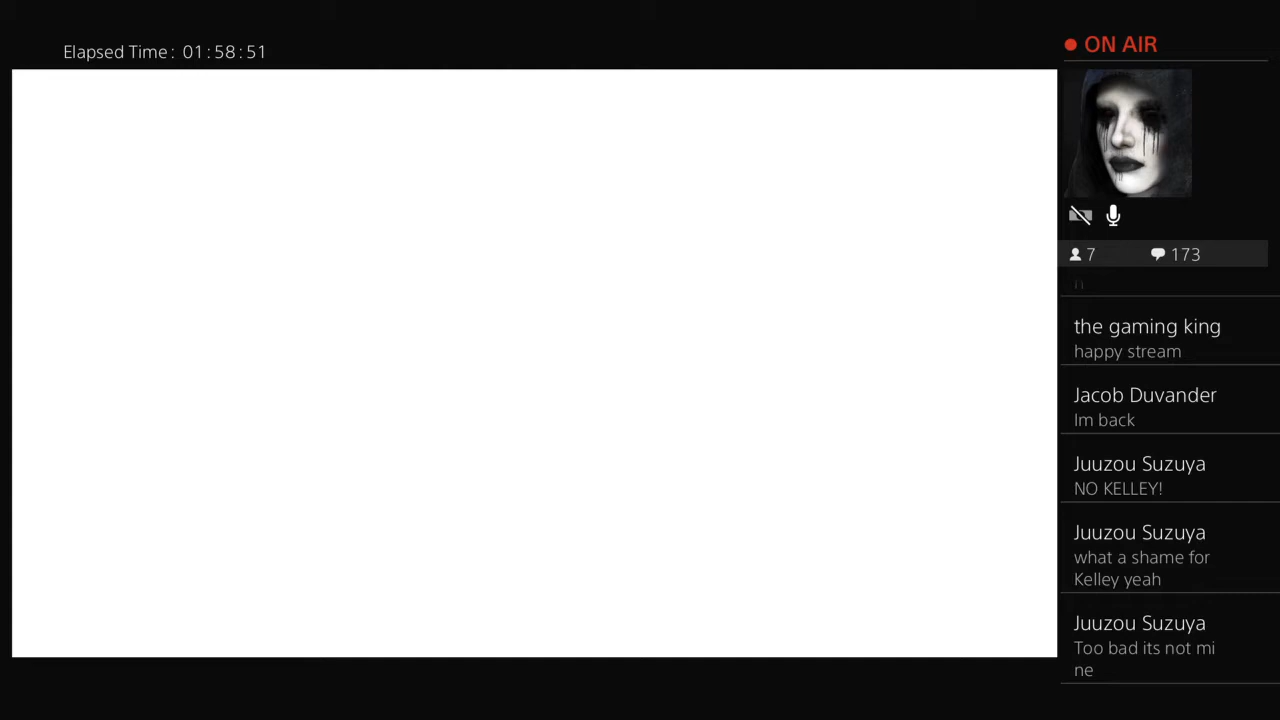 Elapsed Time: 01:58:51
ON AIR
7 173
n
the gaming king
happy stream
Jacob Duvander
Im back
Juuzou Suzuya
NO KELLEY!
Juuzou Suzuya
what a shame for
Kelley yeah
Juuzou Suzuya
Too bad its not mi
ne